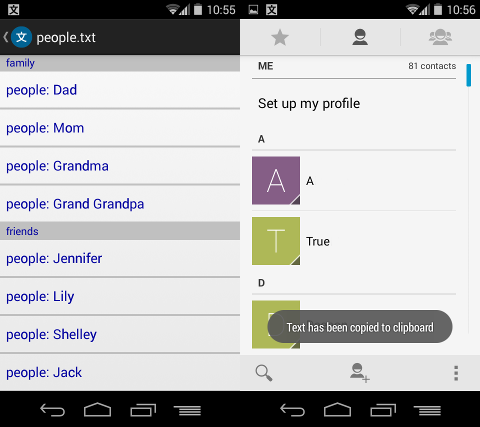 文
10:55
文 people.txt
family
people: Dad
people: Mom
people: Grandma
people: Grand Grandpa
friends
people: Jennifer
people: Lily
people: Shelley
people: Jack
文
10:56
ME 81 contacts
Set up my profile
A
A A
T True
D
Text has been copied to clipboard